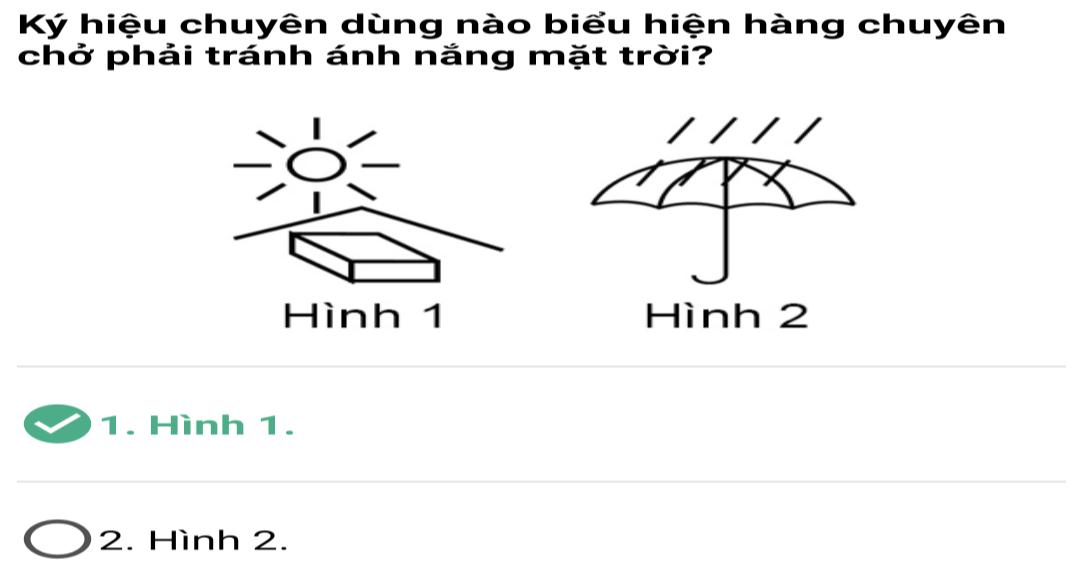 Ký hiệu chuyên dùng nào biểu hiện hàng chuyên
chở phải tránh ánh nắng mặt trời?
Hình 1
Hình 2
1. Hình 1.
2. Hình 2.